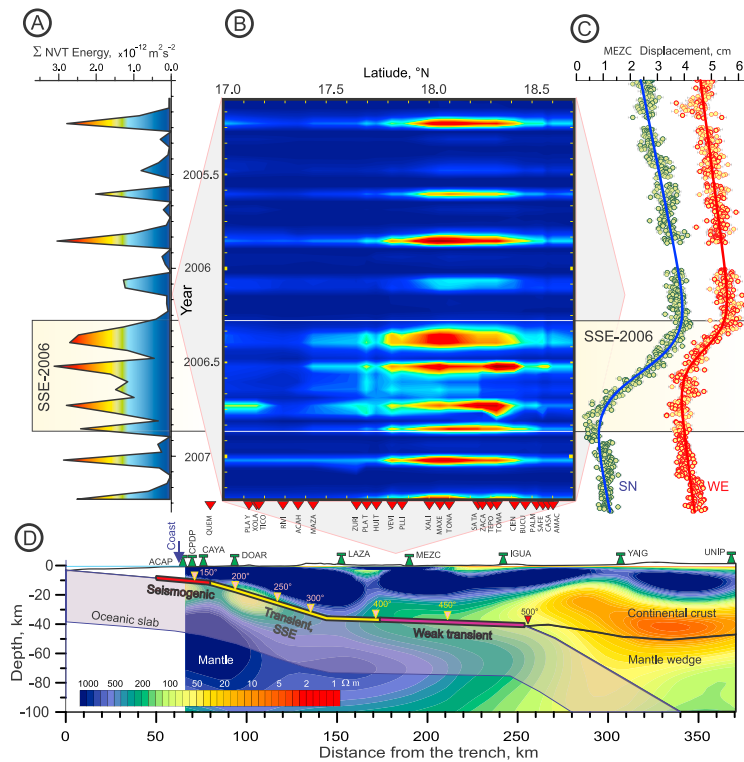 A
B
C
Σ NVT Energy, x10⁻¹² m² s⁻²
3.0 2.0 1.0 0.0
Latiude, °N
17.0 17.5 18.0 18.5
MEZC Displacement, cm
0 1 2 3 4 5 6
2005.5
2006
Year
2006.5
2007
SSE-2006
SSE-2006
SN
WE
QUEM
PLAY
XOLA
TICO
RIVI
ACAH
MAZA
ZURI
PLAT
HUIT
VEVI
PLLI
XALI
MAXE
TONA
SATA
ZACA
TEPO
TOMA
CIEN
BUCU
PALM
SAFE
CASA
AMAC
D
Coast
ACAP CPDP CAYA DOAR LAZA MEZC IGUA YAIG UNIP
150° 200° 250° 300° 400° 450° 500°
Seismogenic
Transient, SSE
Weak transient
Oceanic slab
Continental crust
Mantle
Mantle wedge
1000 200 100 50 20 10 5 2 1 Ω m
0
-20
-40
-60
-80
-100
Depth, km
0 50 100 150 200 250 300 350
Distance from the trench, km